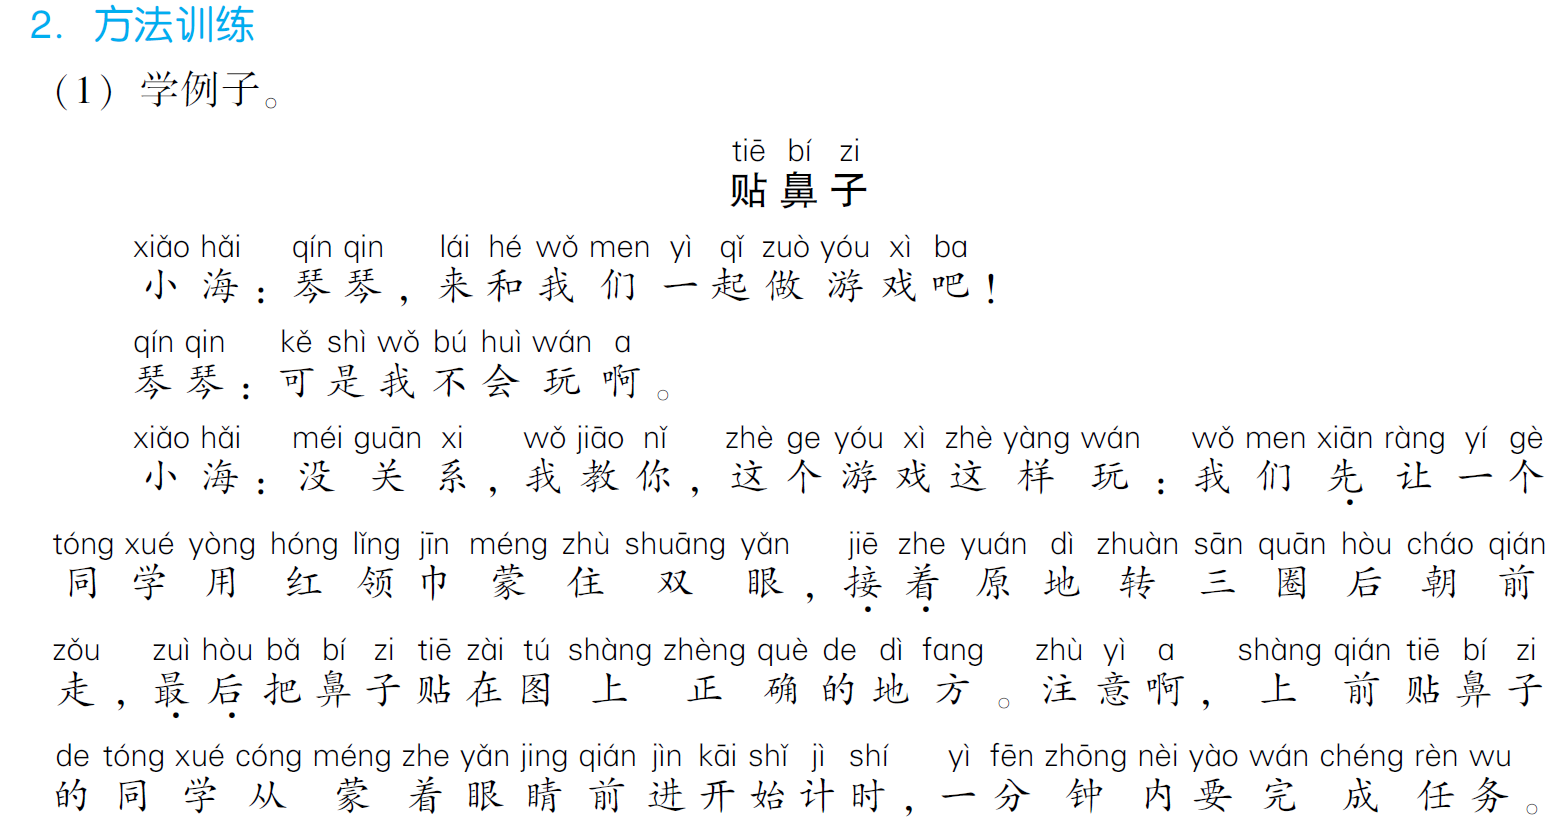 2. 方法训练
(1) 学例子。
tiē bí zi
贴鼻子
xiǎo hǎi qín qin lái hé wǒ men yì qǐ zuò yóu xì ba
小海：琴琴，来和我们一起做游戏吧！
qín qin kě shì wǒ bú huì wán a
琴琴：可是我不会玩啊。
xiǎo hǎi méi guān xi wǒ jiāo nǐ zhè ge yóu xì zhè yàng wán wǒ men xiān ràng yí gè
小海：没关系，我教你，这个游戏这样玩：我们先让一个
tóng xué yòng hóng lǐng jīn méng zhù shuāng yǎn jiē zhe yuán dì zhuàn sān quān hòu cháo qián
同学用红领巾蒙住双眼，接着原地转三圈后朝前
zǒu zuì hòu bǎ bí zi tiē zài tú shàng zhèng què de dì fang zhù yì a shàng qián tiē bí zi
走，最后把鼻子贴在图上正确的地方。注意啊，上前贴鼻子
de tóng xué cóng méng zhe yǎn jing qián jìn kāi shǐ jì shí yì fēn zhōng nèi yào wán chéng rèn wu
的同学从蒙着眼睛前进开始计时，一分钟内要完成任务。